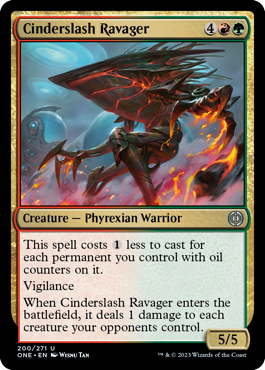 Cinderslash Ravager 4
Creature — Phyrexian Warrior
This spell costs 1 less to cast for
each permanent you control with oil
counters on it.
Vigilance
When Cinderslash Ravager enters the
battlefield, it deals 1 damage to each
creature your opponents control.
5/5
200/271 U
ONE • EN Wisnu Tan
™ & © 2023 Wizards of the Coast